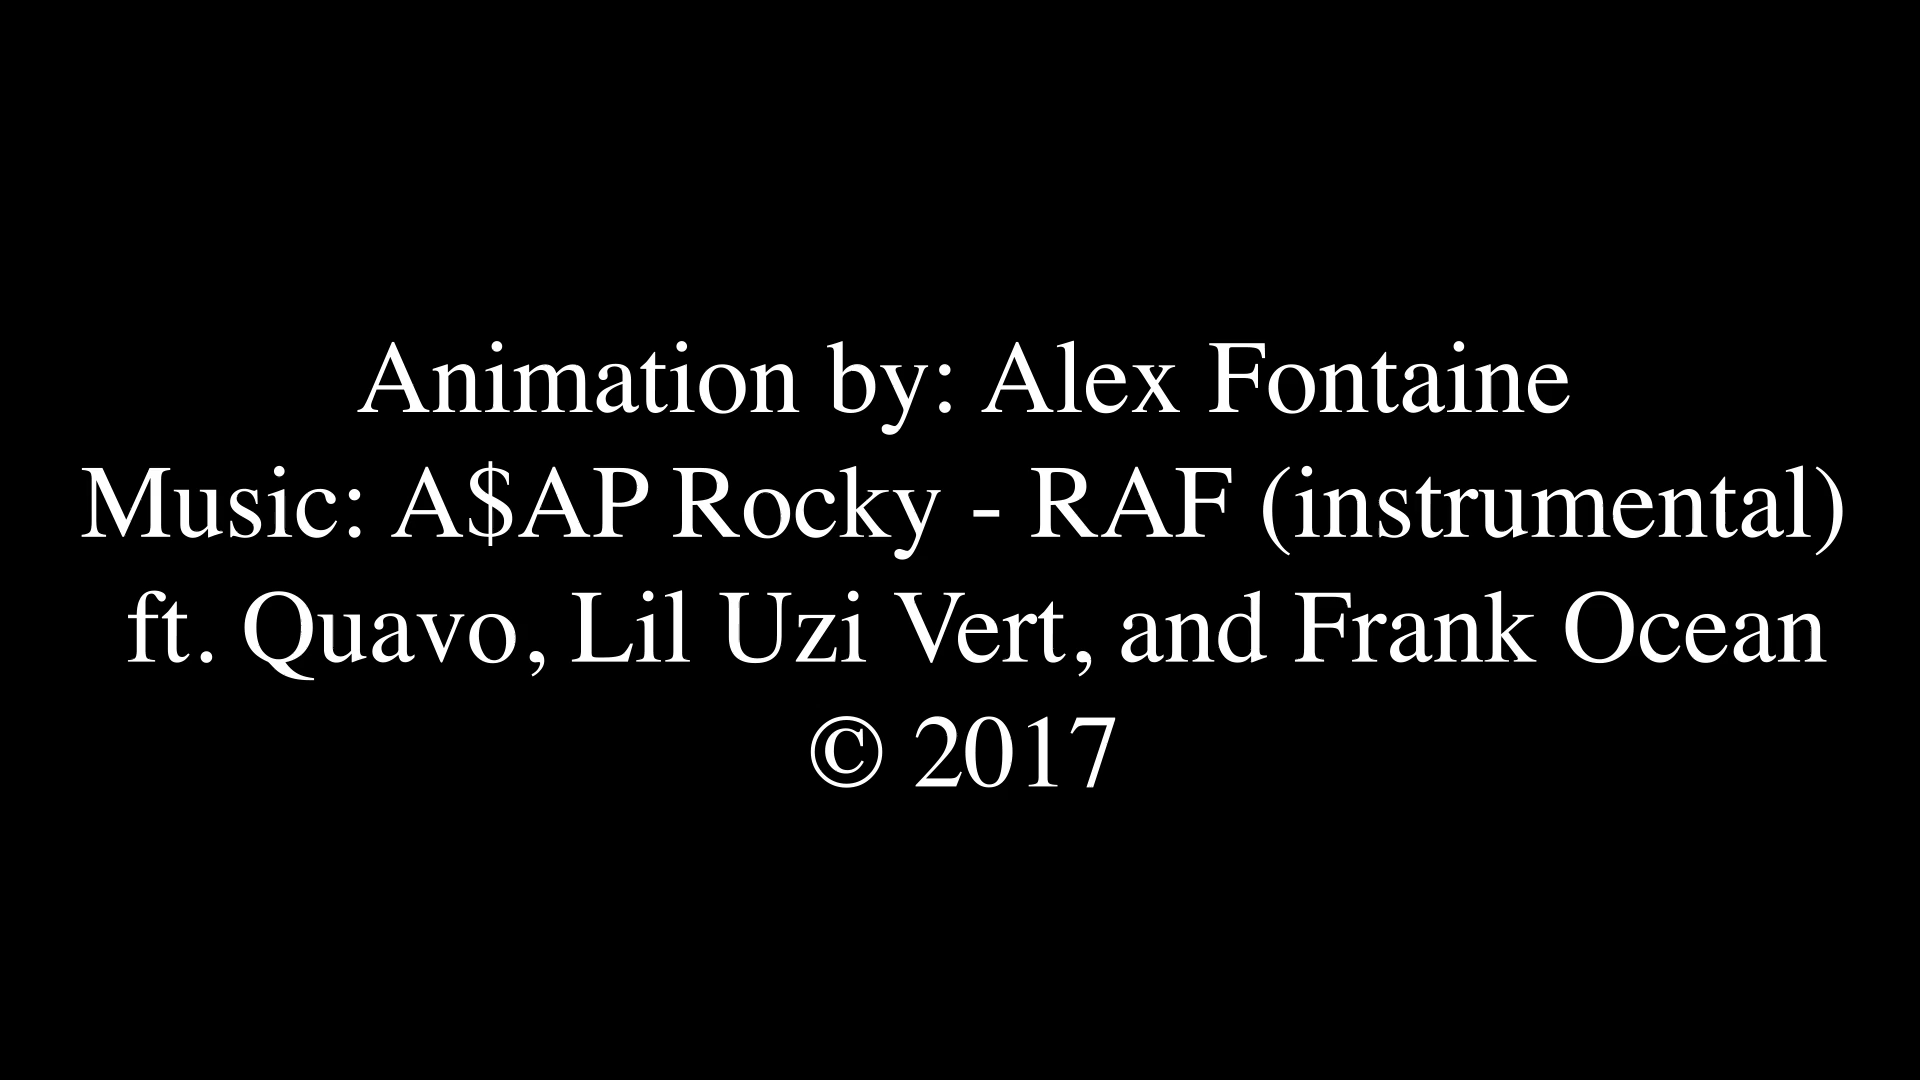 Animation by: Alex Fontaine
Music: A$AP Rocky - RAF (instrumental)
ft. Quavo, Lil Uzi Vert, and Frank Ocean
© 2017